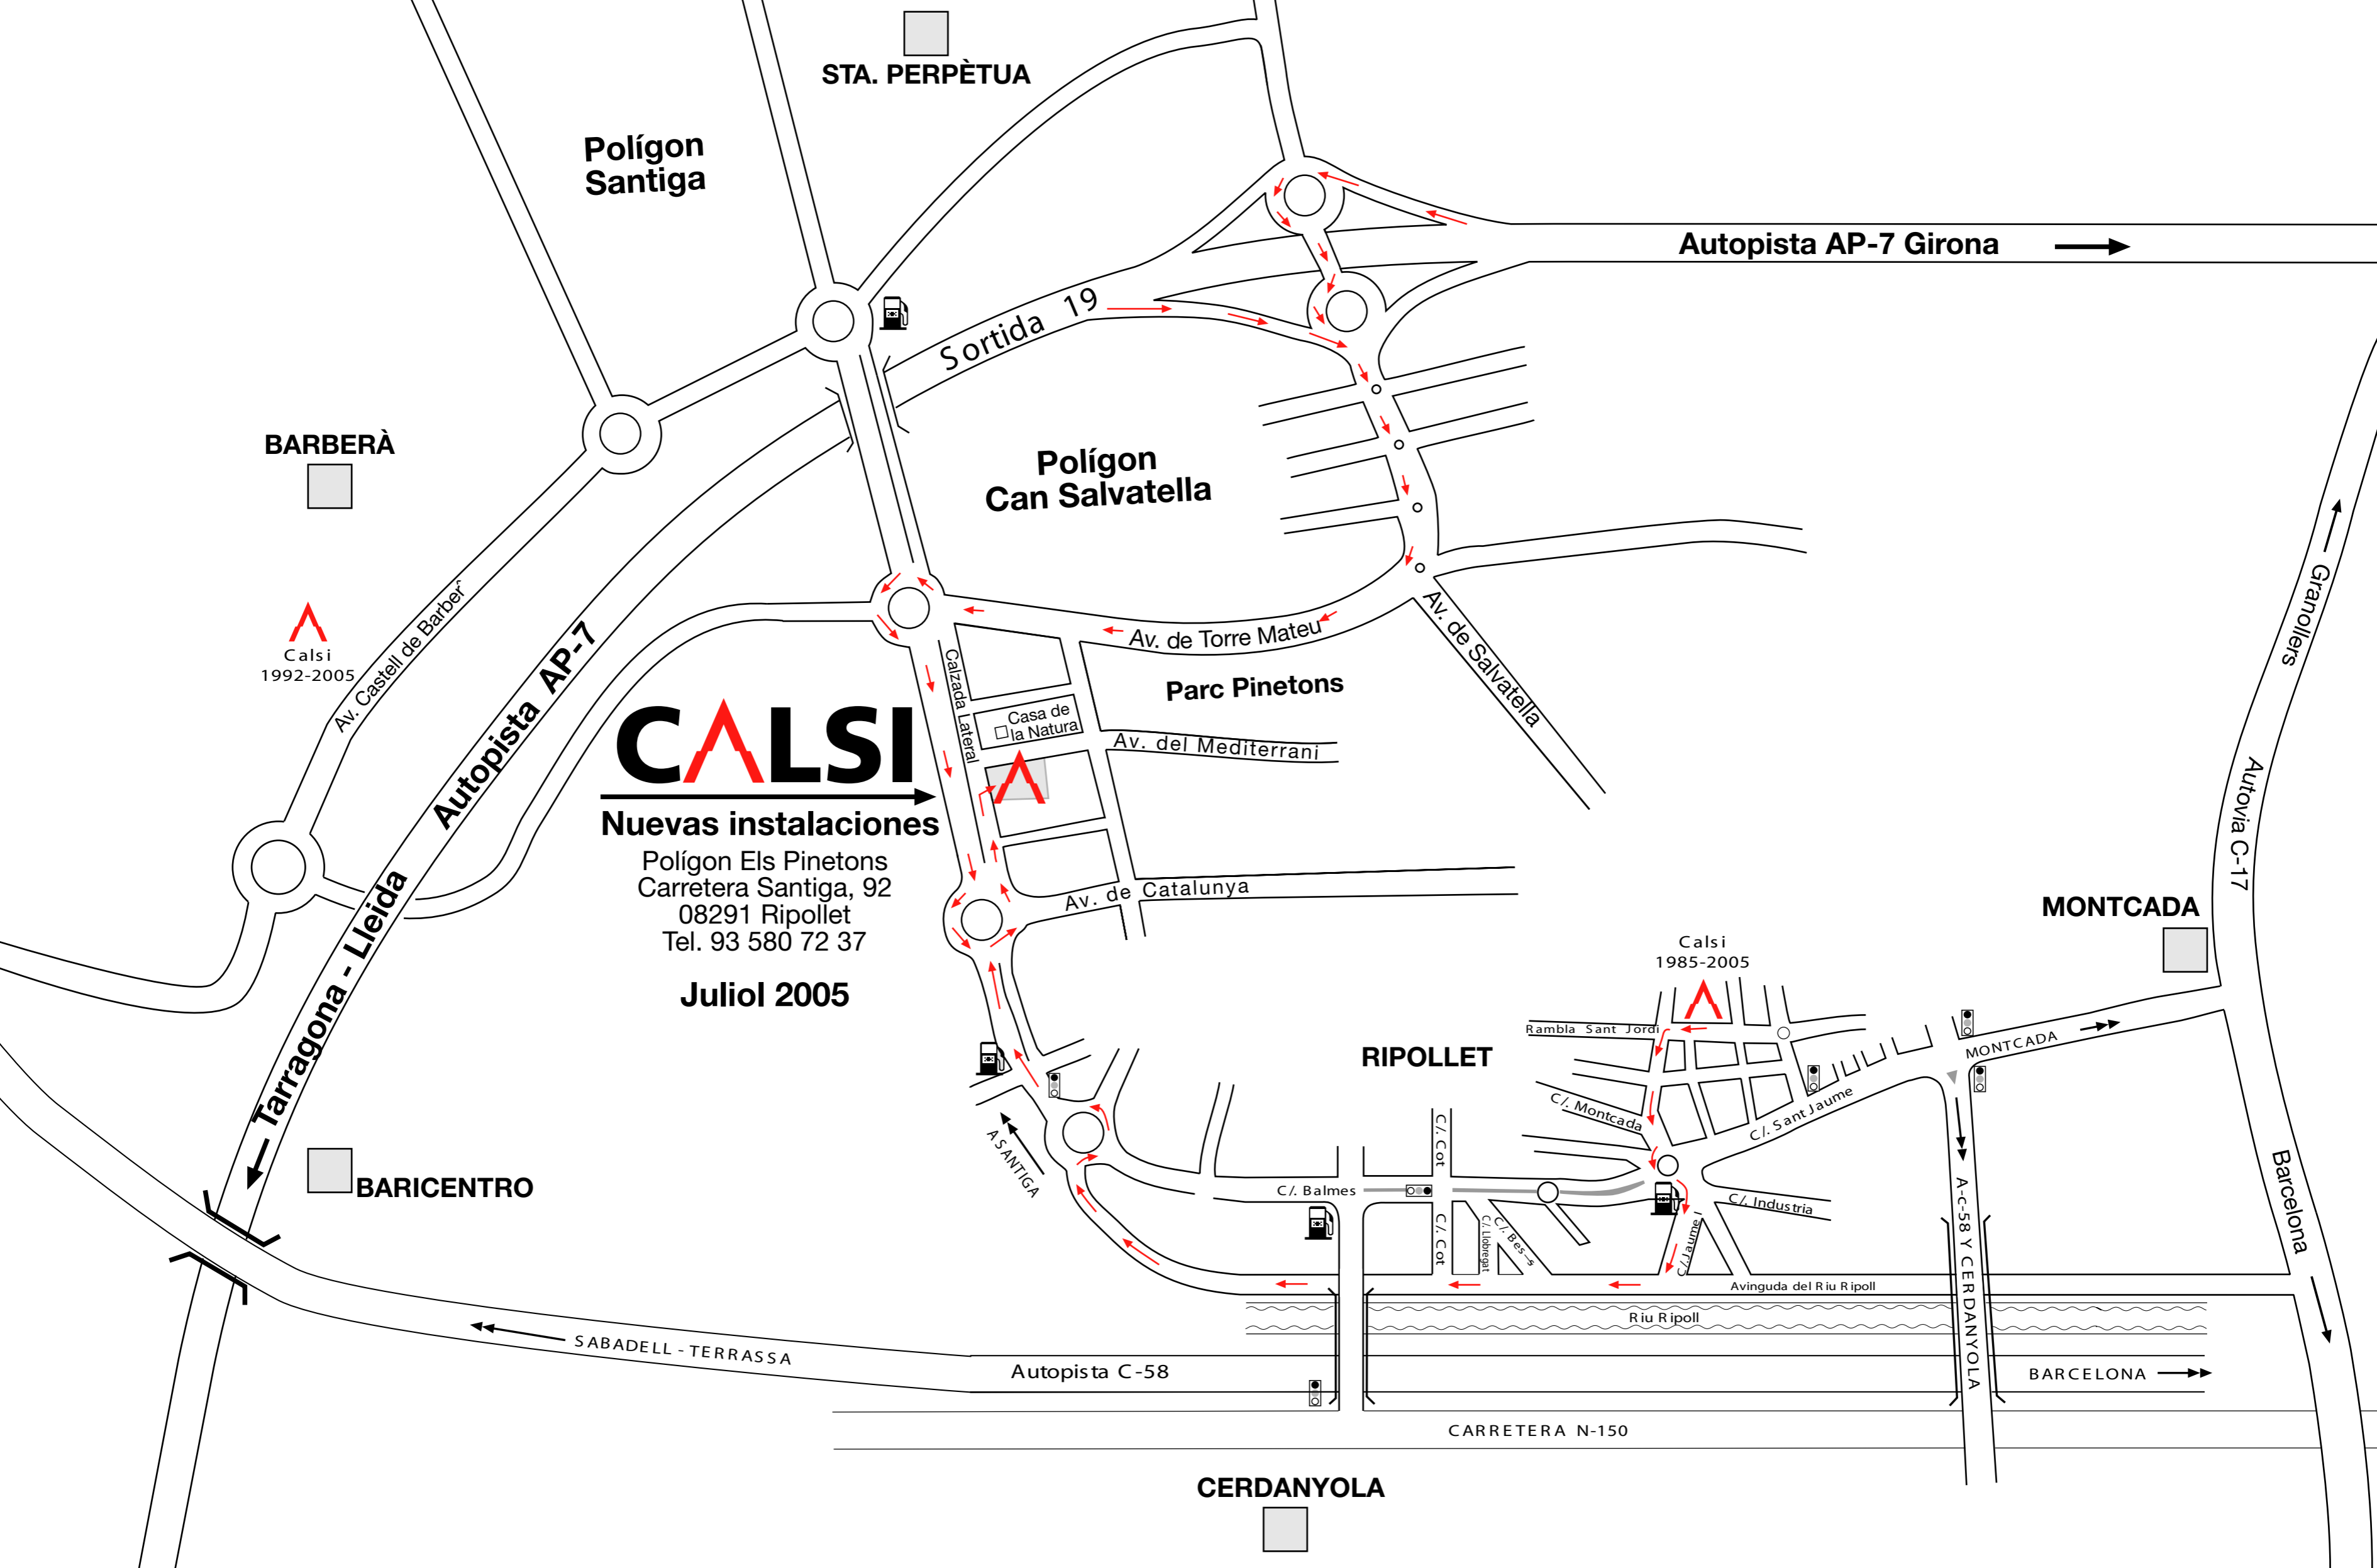 STA. PERPÈTUA
Polígon
Santiga
Autopista AP-7 Girona
Sortida 19
BARBERÀ
Polígon
Can Salvatella
Calsi
1992-2005
Av. Castell de Barber
Autopista AP-7
Tarragona - Lleida
Av. de Torre Mateu
Av. de Salvatella
Parc Pinetons
Calzada Lateral
Casa de
la Natura
Av. del Mediterrani
CALSI
Nuevas instalaciones
Polígon Els Pinetons
Carretera Santiga, 92
08291 Ripollet
Tel. 93 580 72 37
Juliol 2005
Av. de Catalunya
Granollers
Autovia C-17
Barcelona
MONTCADA
Calsi
1985-2005
Rambla Sant Jordi
RIPOLLET
MONTCADA
C/. Montcada
C/. Sant Jaume
A SANTIGA
C/. Cot
C/. Balmes
C/. Cot
C/. Llobregat
C/. Bes
C/. Jaume I
C/. Industria
A-c-58 Y CERDANYOLA
BARICENTRO
Avinguda del Riu Ripoll
Riu Ripoll
SABADELL - TERRASSA
Autopista C-58
BARCELONA
CARRETERA N-150
CERDANYOLA